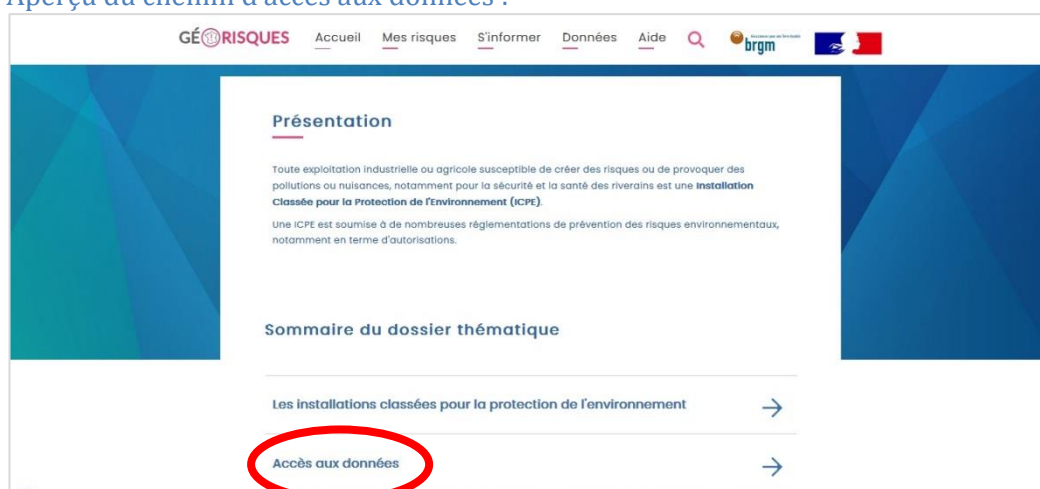 Aperçu du chemin d'accès aux données :
GÉORISQUES Accueil Mes risques S'informer Données Aide brgm
Présentation
Toute exploitation industrielle ou agricole susceptible de créer des risques ou de provoquer des
pollutions ou nuisances, notamment pour la sécurité et la santé des riverains est une Installation
Classée pour la Protection de l'Environnement (ICPE).
Une ICPE est soumise à de nombreuses réglementations de prévention des risques environnementaux,
notamment en terme d'autorisations.
Sommaire du dossier thématique
Les installations classées pour la protection de l'environnement
Accès aux données